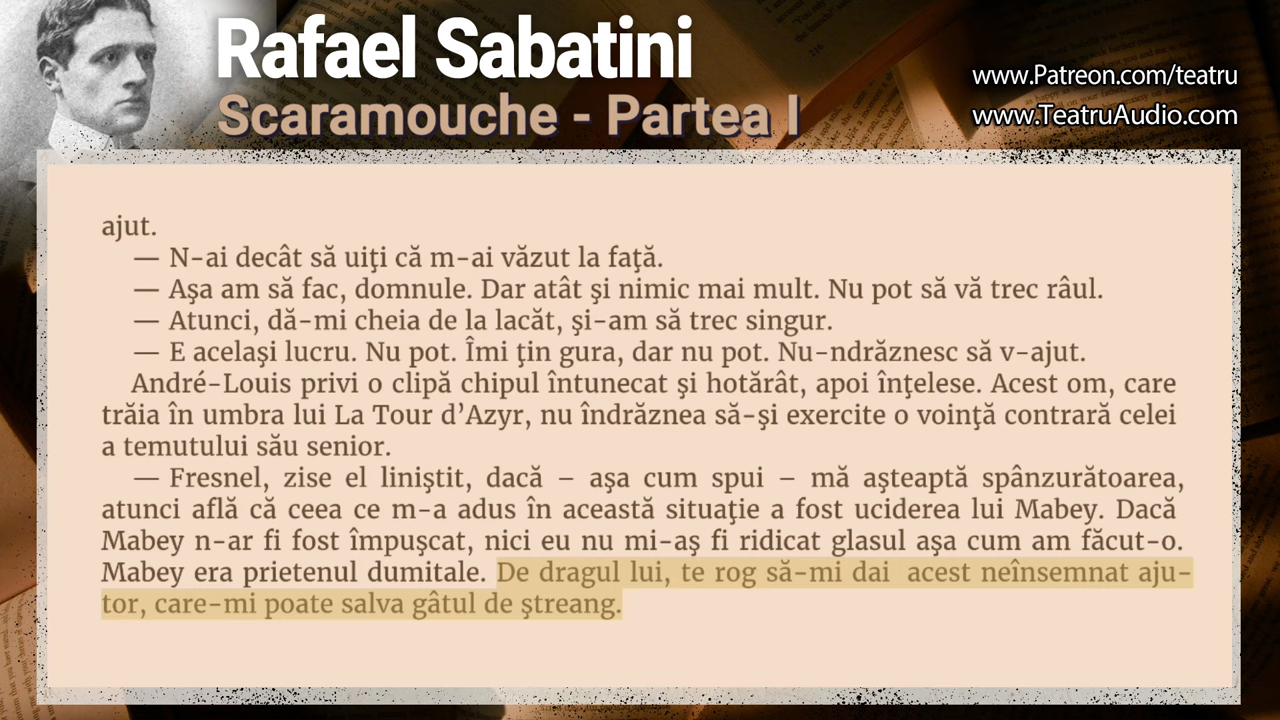 Rafael Sabatini
Scaramouche - Partea I
www.Patreon.com/teatru
www.TeatruAudio.com
ajut.
— N-ai decât să uiţi că m-ai văzut la faţă.
— Aşa am să fac, domnule. Dar atât şi nimic mai mult. Nu pot să vă trec râul.
— Atunci, dă-mi cheia de la lacăt, şi-am să trec singur.
— E acelaşi lucru. Nu pot. Îmi ţin gura, dar nu pot. Nu-ndrăznesc să v-ajut.
André-Louis privi o clipă chipul întunecat şi hotărât, apoi înţelese. Acest om, care
trăia în umbra lui La Tour d’Azyr, nu îndrăznea să-şi exercite o voinţă contrară celei
a temutului său senior.
— Fresnel, zise el liniştit, dacă – aşa cum spui – mă aşteaptă spânzurătoarea,
atunci află că ceea ce m-a adus în această situaţie a fost uciderea lui Mabey. Dacă
Mabey n-ar fi fost împuşcat, nici eu nu mi-aş fi ridicat glasul aşa cum am făcut-o.
Mabey era prietenul dumitale. De dragul lui, te rog să-mi dai acest neînsemnat aju-
tor, care-mi poate salva gâtul de ştreang.